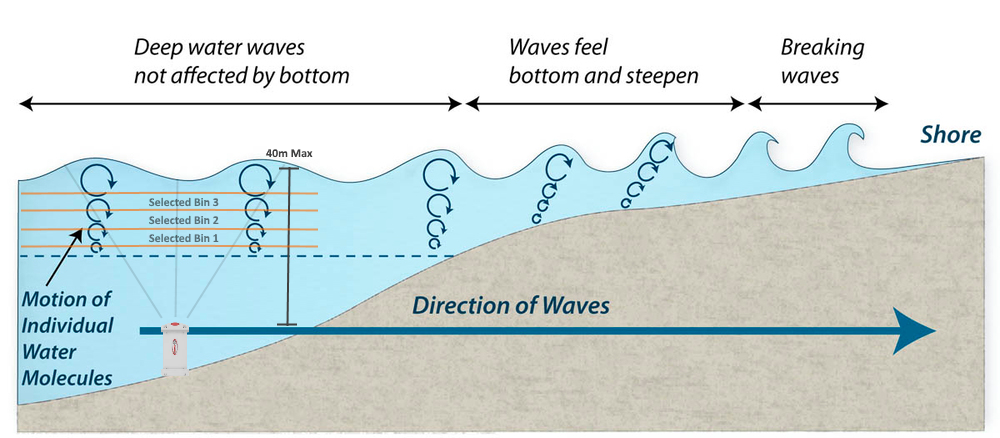 Deep water waves
not affected by bottom
Waves feel
bottom and steepen
Breaking
waves
Shore
40m Max
Selected Bin 3
Selected Bin 2
Selected Bin 1
Motion of
Individual
Water
Molecules
Direction of Waves